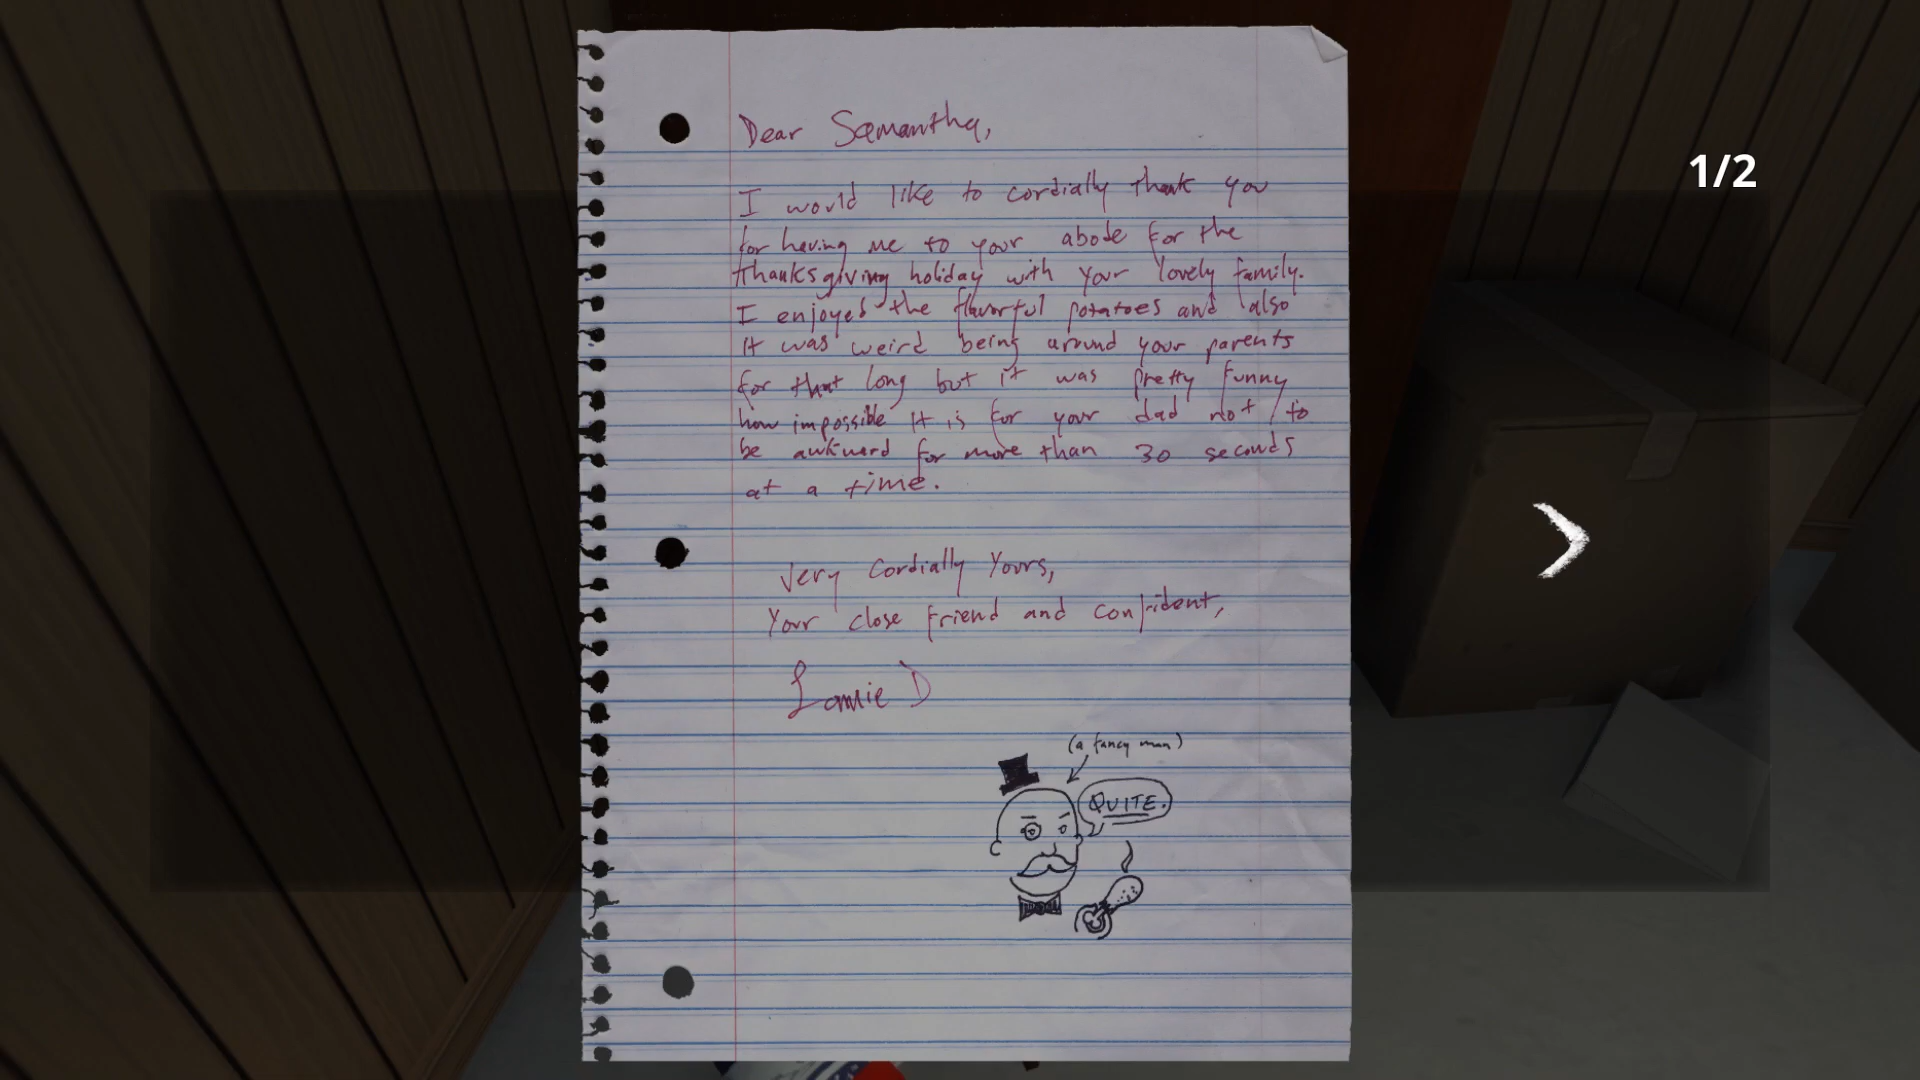 1/2
Dear Samantha,
I would like to cordially thank you
for having me to your abode for the
thanksgiving holiday with your lovely family.
I enjoyed the flavorful potatoes and also
it was weird being around your parents
for that long but it was pretty funny
how impossible it is for your dad not to
be awkward for more than 30 seconds
at a time.
Very Cordially Yours,
Your close friend and confident,
Lonnie D
(a fancy man)
QUITE.